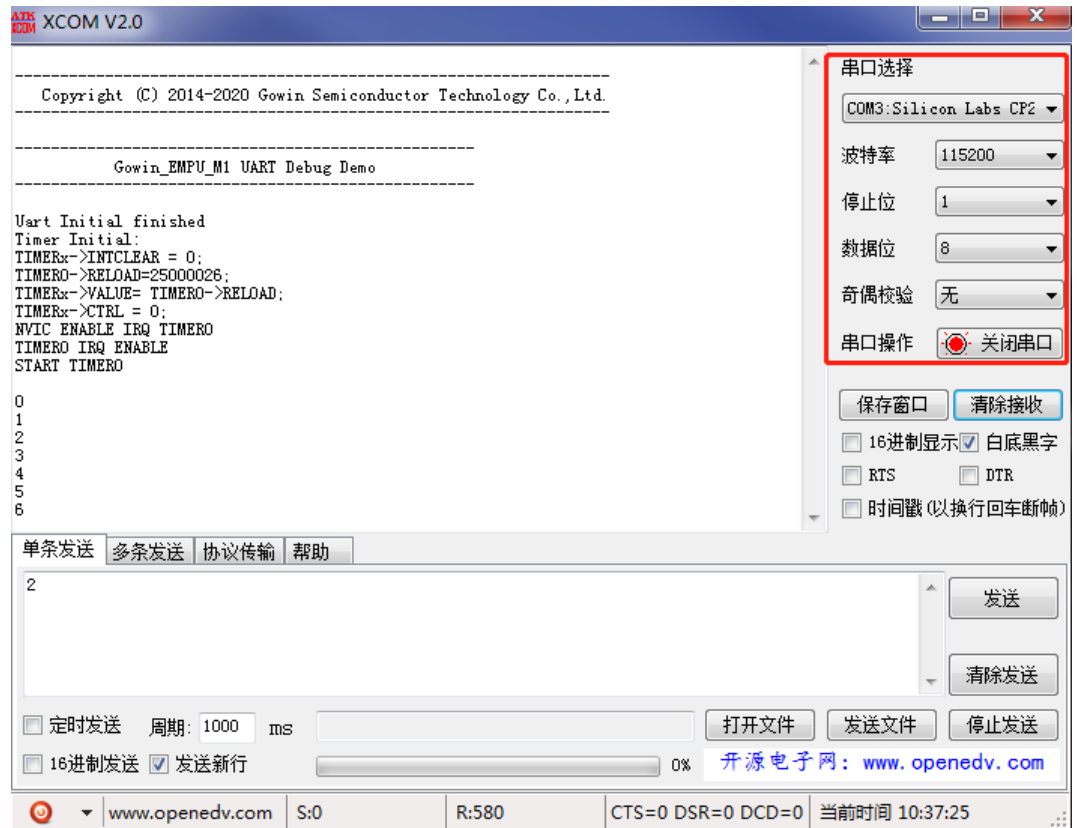 ATK XCOM XCOM V2.0
Copyright (C) 2014-2020 Gowin Semiconductor Technology Co.,Ltd.
Gowin_EMPU_M1 UART Debug Demo
Uart Initial finished
Timer Initial:
TIMERx->INTCLEAR = 0;
TIMER0->RELOAD=25000026;
TIMERx->VALUE= TIMER0->RELOAD;
TIMERx->CTRL = 0;
NVIC ENABLE IRQ TIMER0
TIMER0 IRQ ENABLE
START TIMER0
0
1
2
3
4
5
6
串口选择
COM3:Silicon Labs CP2
波特率 115200
停止位 1
数据位 8
奇偶校验 无
串口操作 关闭串口
保存窗口 清除接收
16进制显示 白底黑字
RTS DTR
时间戳(以换行回车断帧)
单条发送 多条发送 协议传输 帮助
2
发送
清除发送
定时发送 周期: 1000 ms 打开文件 发送文件 停止发送
16进制发送 发送新行 0% 开源电子网: www.openedv.com
www.openedv.com S:0 R:580 CTS=0 DSR=0 DCD=0 当前时间 10:37:25